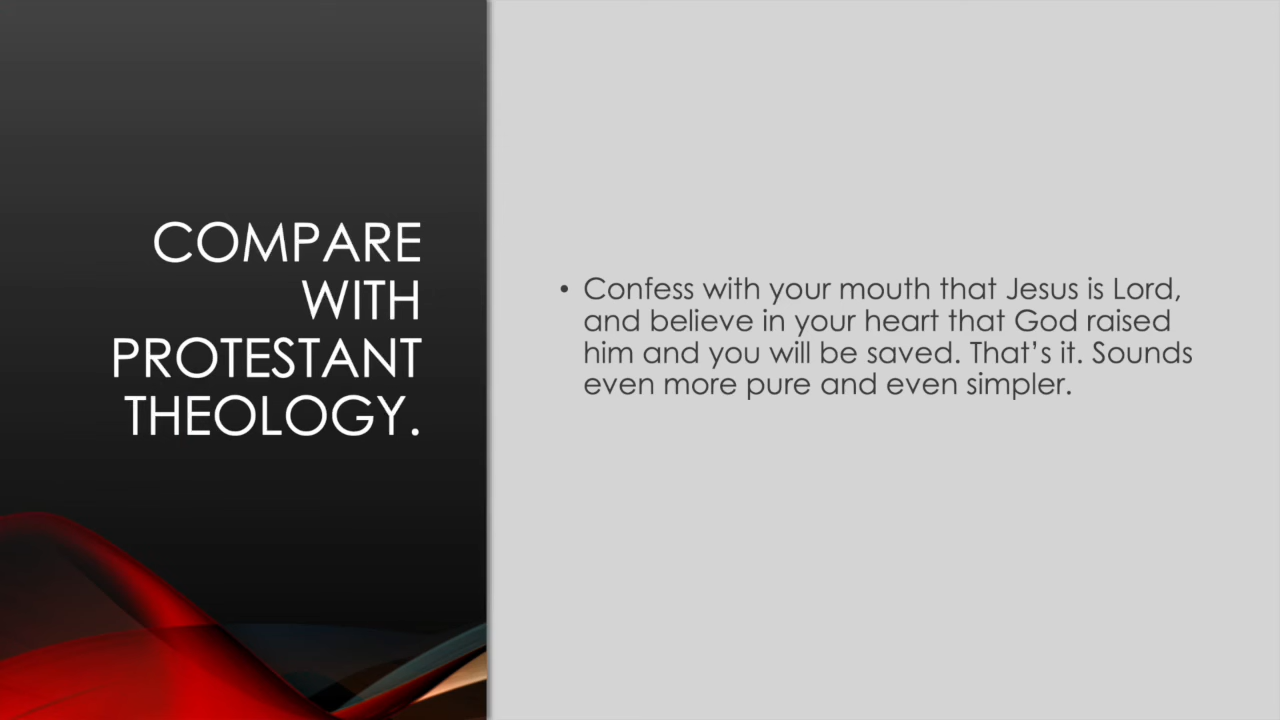 COMPARE
WITH
PROTESTANT
THEOLOGY.
• Confess with your mouth that Jesus is Lord,
and believe in your heart that God raised
him and you will be saved. That’s it. Sounds
even more pure and even simpler.